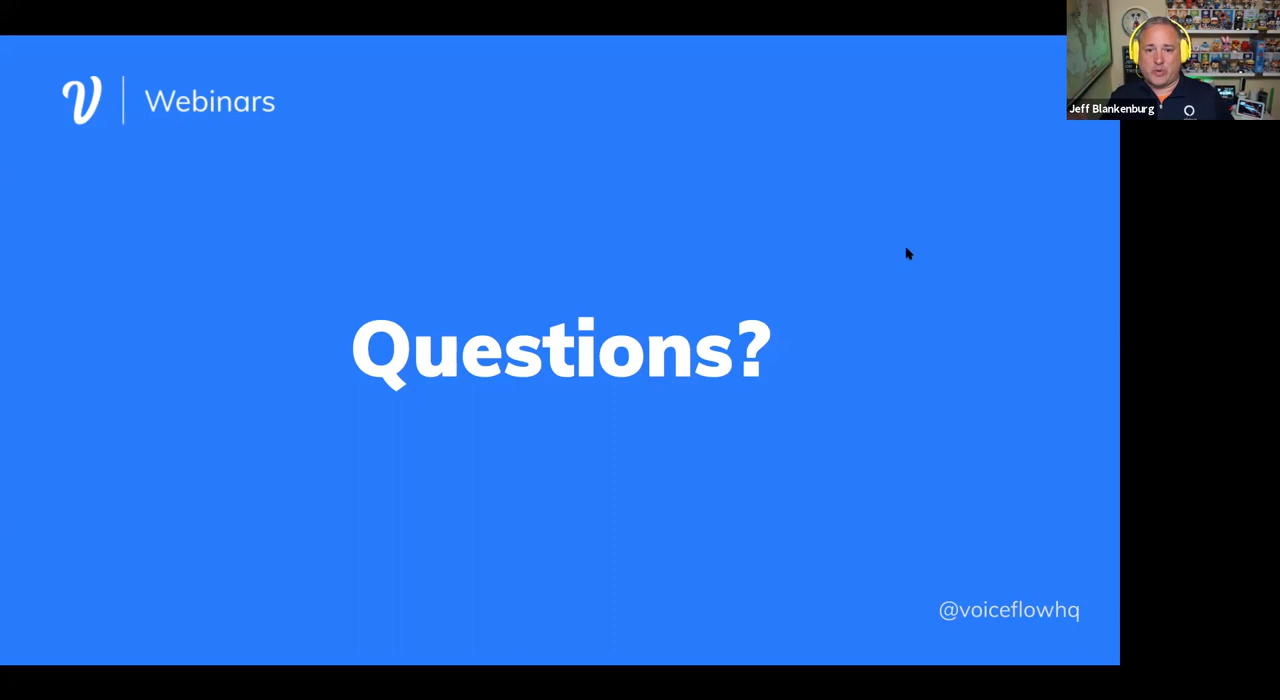 V
Webinars
Jeff Blankenburg
Questions?
@voiceflowhq